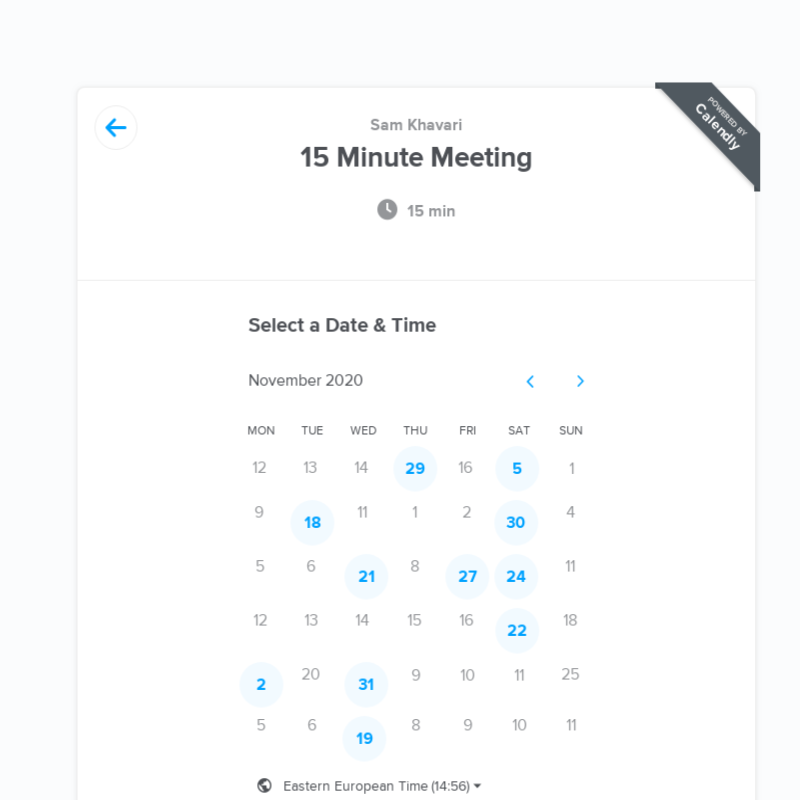 POWERED BY
Calendly
Sam Khavari
15 Minute Meeting
15 min
Select a Date & Time
November 2020
MON TUE WED THU FRI SAT SUN
12 13 14 29 16 5 1
9 18 11 1 2 30 4
5 6 21 8 27 24 11
12 13 14 15 16 22 18
2 20 31 9 10 11 25
5 6 19 8 9 10 11
Eastern European Time (14:56)